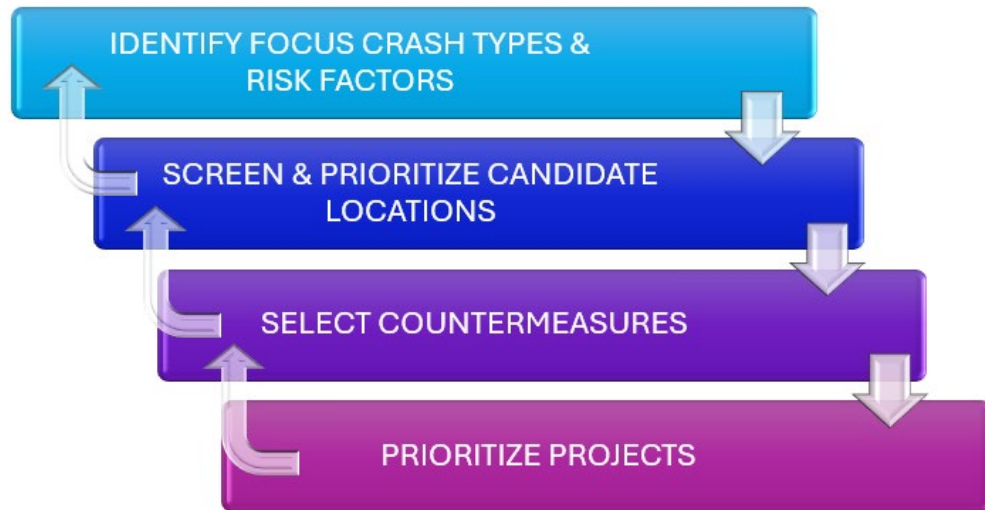 IDENTIFY FOCUS CRASH TYPES &
RISK FACTORS
SCREEN & PRIORITIZE CANDIDATE
LOCATIONS
SELECT COUNTERMEASURES
PRIORITIZE PROJECTS